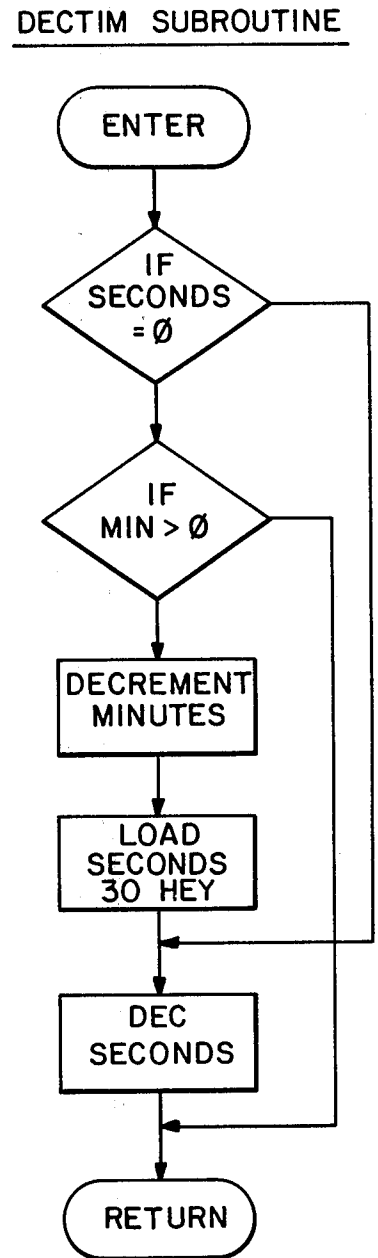 DECTIM SUBROUTINE
ENTER
IF
SECONDS
= Ø
IF
MIN > Ø
DECREMENT
MINUTES
LOAD
SECONDS
30 HEY
DEC
SECONDS
RETURN